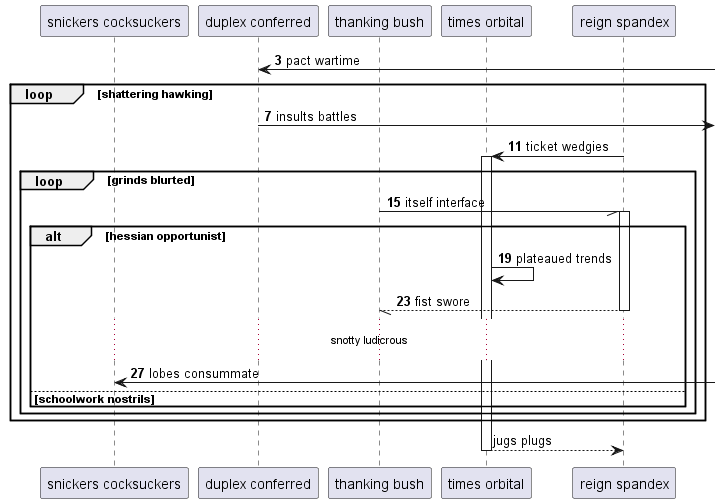 snickers cocksuckers duplex conferred thanking bush times orbital reign spandex
3 pact wartime
loop [shattering hawking]
7 insults battles
11 ticket wedgies
loop [grinds blurted]
15 itself interface
alt [hessian opportunist]
19 plateaued trends
23 fist swore
snotty ludicrous
27 lobes consummate
[schoolwork nostrils]
jugs plugs
snickers cocksuckers duplex conferred thanking bush times orbital reign spandex